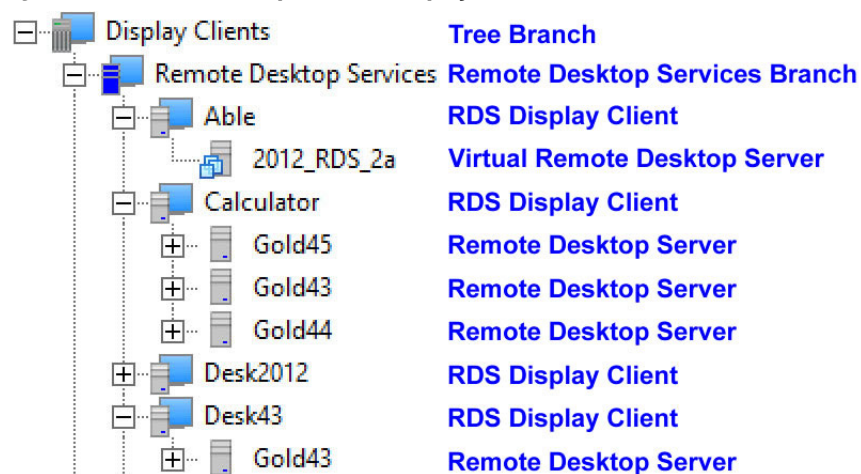 Display Clients Tree Branch
Remote Desktop Services Remote Desktop Services Branch
Able RDS Display Client
2012_RDS_2a Virtual Remote Desktop Server
Calculator RDS Display Client
Gold45 Remote Desktop Server
Gold43 Remote Desktop Server
Gold44 Remote Desktop Server
Desk2012 RDS Display Client
Desk43 RDS Display Client
Gold43 Remote Desktop Server